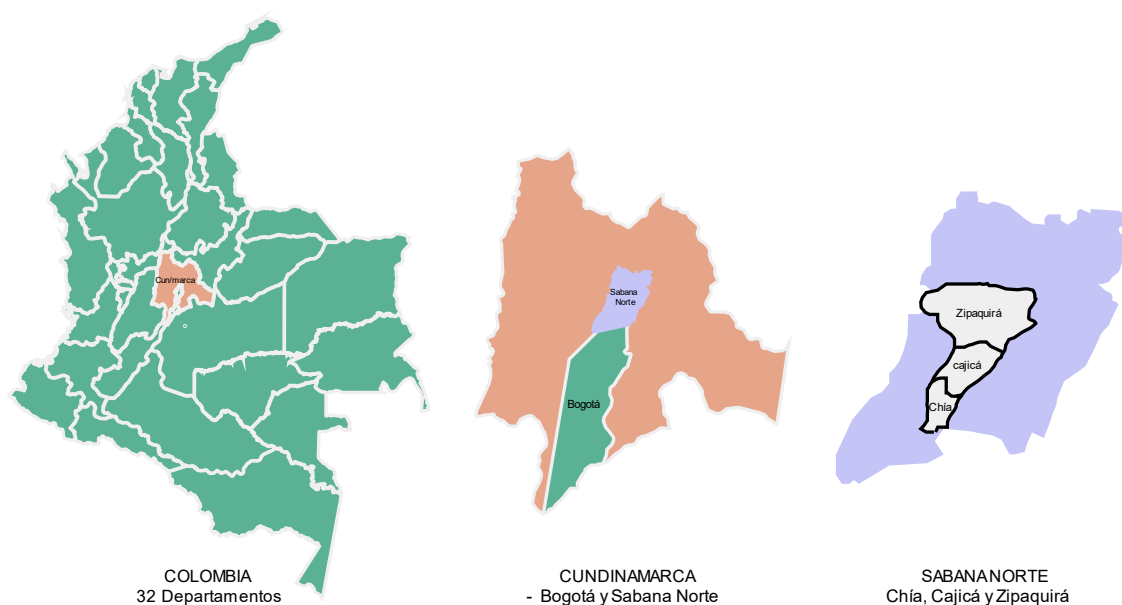 Cun/marca
COLOMBIA
32 Departamentos
Sabana
Norte
Bogotá
CUNDINAMARCA
- Bogotá y Sabana Norte
Zipaquirá
cajicá
Chía
SABANA NORTE
Chía, Cajicá y Zipaquirá